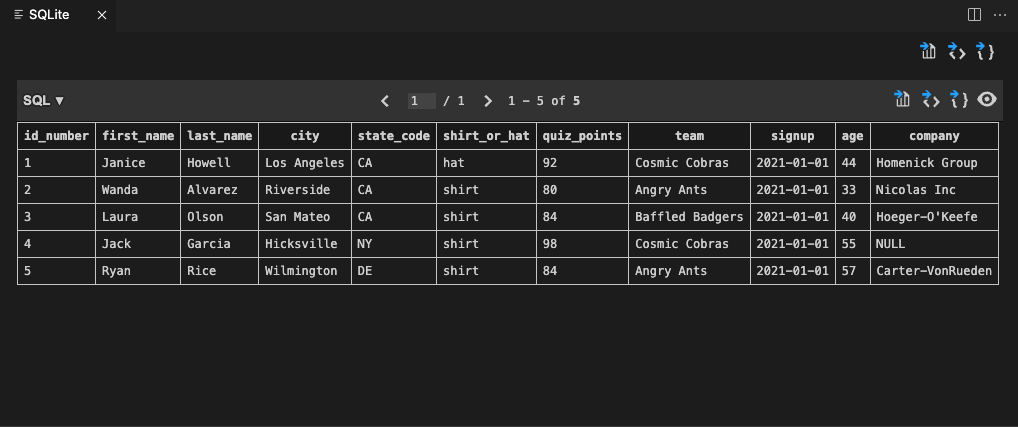 SQLite
SQL ▼ 1 / 1 1 - 5 of 5
id_number first_name last_name city state_code shirt_or_hat quiz_points team signup age company
1 Janice Howell Los Angeles CA hat 92 Cosmic Cobras 2021-01-01 44 Homenick Group
2 Wanda Alvarez Riverside CA shirt 80 Angry Ants 2021-01-01 33 Nicolas Inc
3 Laura Olson San Mateo CA shirt 84 Baffled Badgers 2021-01-01 40 Hoeger-O'Keefe
4 Jack Garcia Hicksville NY shirt 98 Cosmic Cobras 2021-01-01 55 NULL
5 Ryan Rice Wilmington DE shirt 84 Angry Ants 2021-01-01 57 Carter-VonRueden